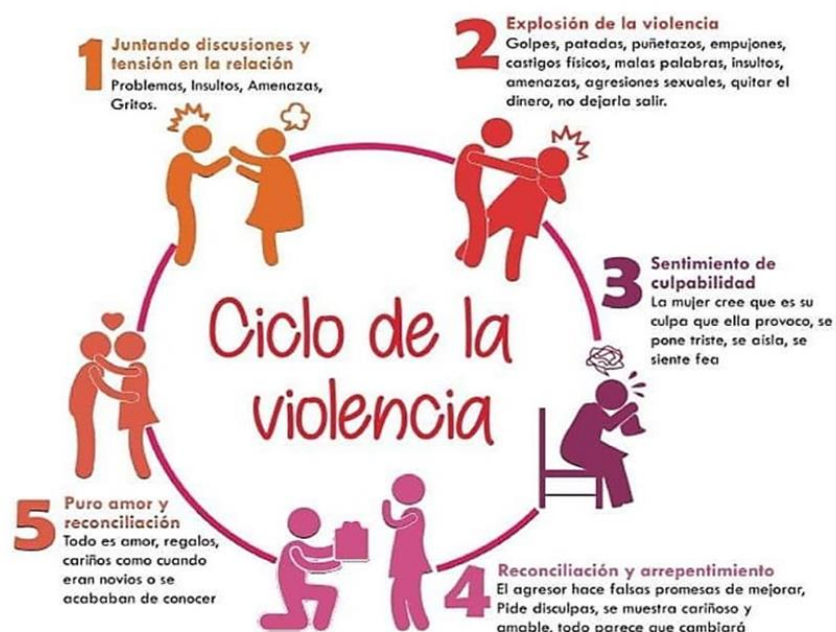 1 Juntando discusiones y
tensión en la relación
Problemas, Insultos, Amenazas,
Gritos.
2 Explosión de la violencia
Golpes, patadas, puñetazos, empujones,
castigos físicos, malas palabras, insultos,
amenazas, agresiones sexuales, quitar el
dinero, no dejarla salir.
3 Sentimiento de
culpabilidad
La mujer cree que es su
culpa que ella provoco, se
pone triste, se aísla, se
siente fea
Ciclo de la
violencia
4 Reconciliación y arrepentimiento
El agresor hace falsas promesas de mejorar,
Pide disculpas, se muestra cariñoso y
amable, todo parece que cambiará
5 Puro amor y
reconciliación
Todo es amor, regalos,
cariños como cuando
eran novios o se
acababan de conocer